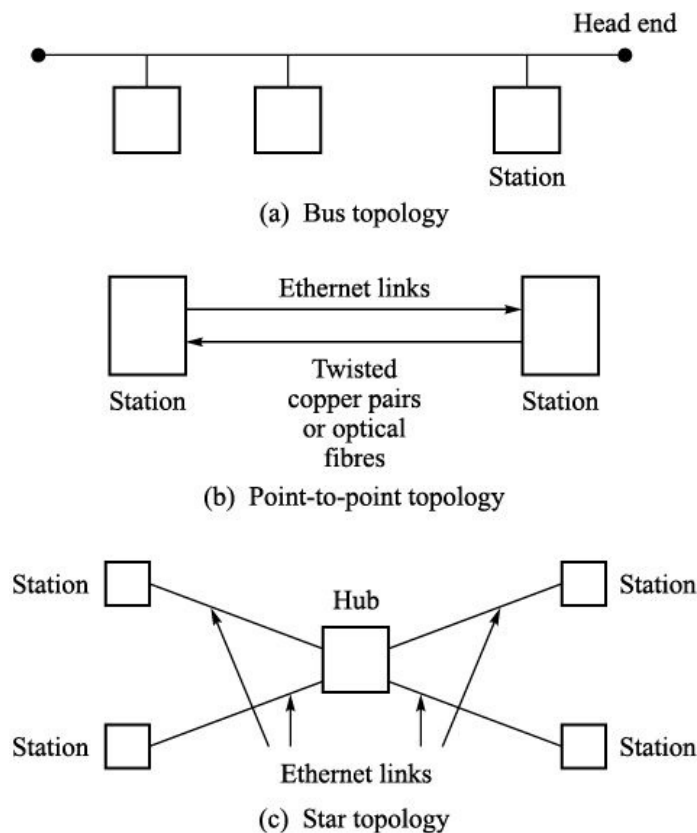 Head end
Station
(a) Bus topology
Ethernet links
Station
Twisted
copper pairs
or optical
fibres
Station
(b) Point-to-point topology
Station
Hub
Station
Station
Station
Ethernet links
(c) Star topology